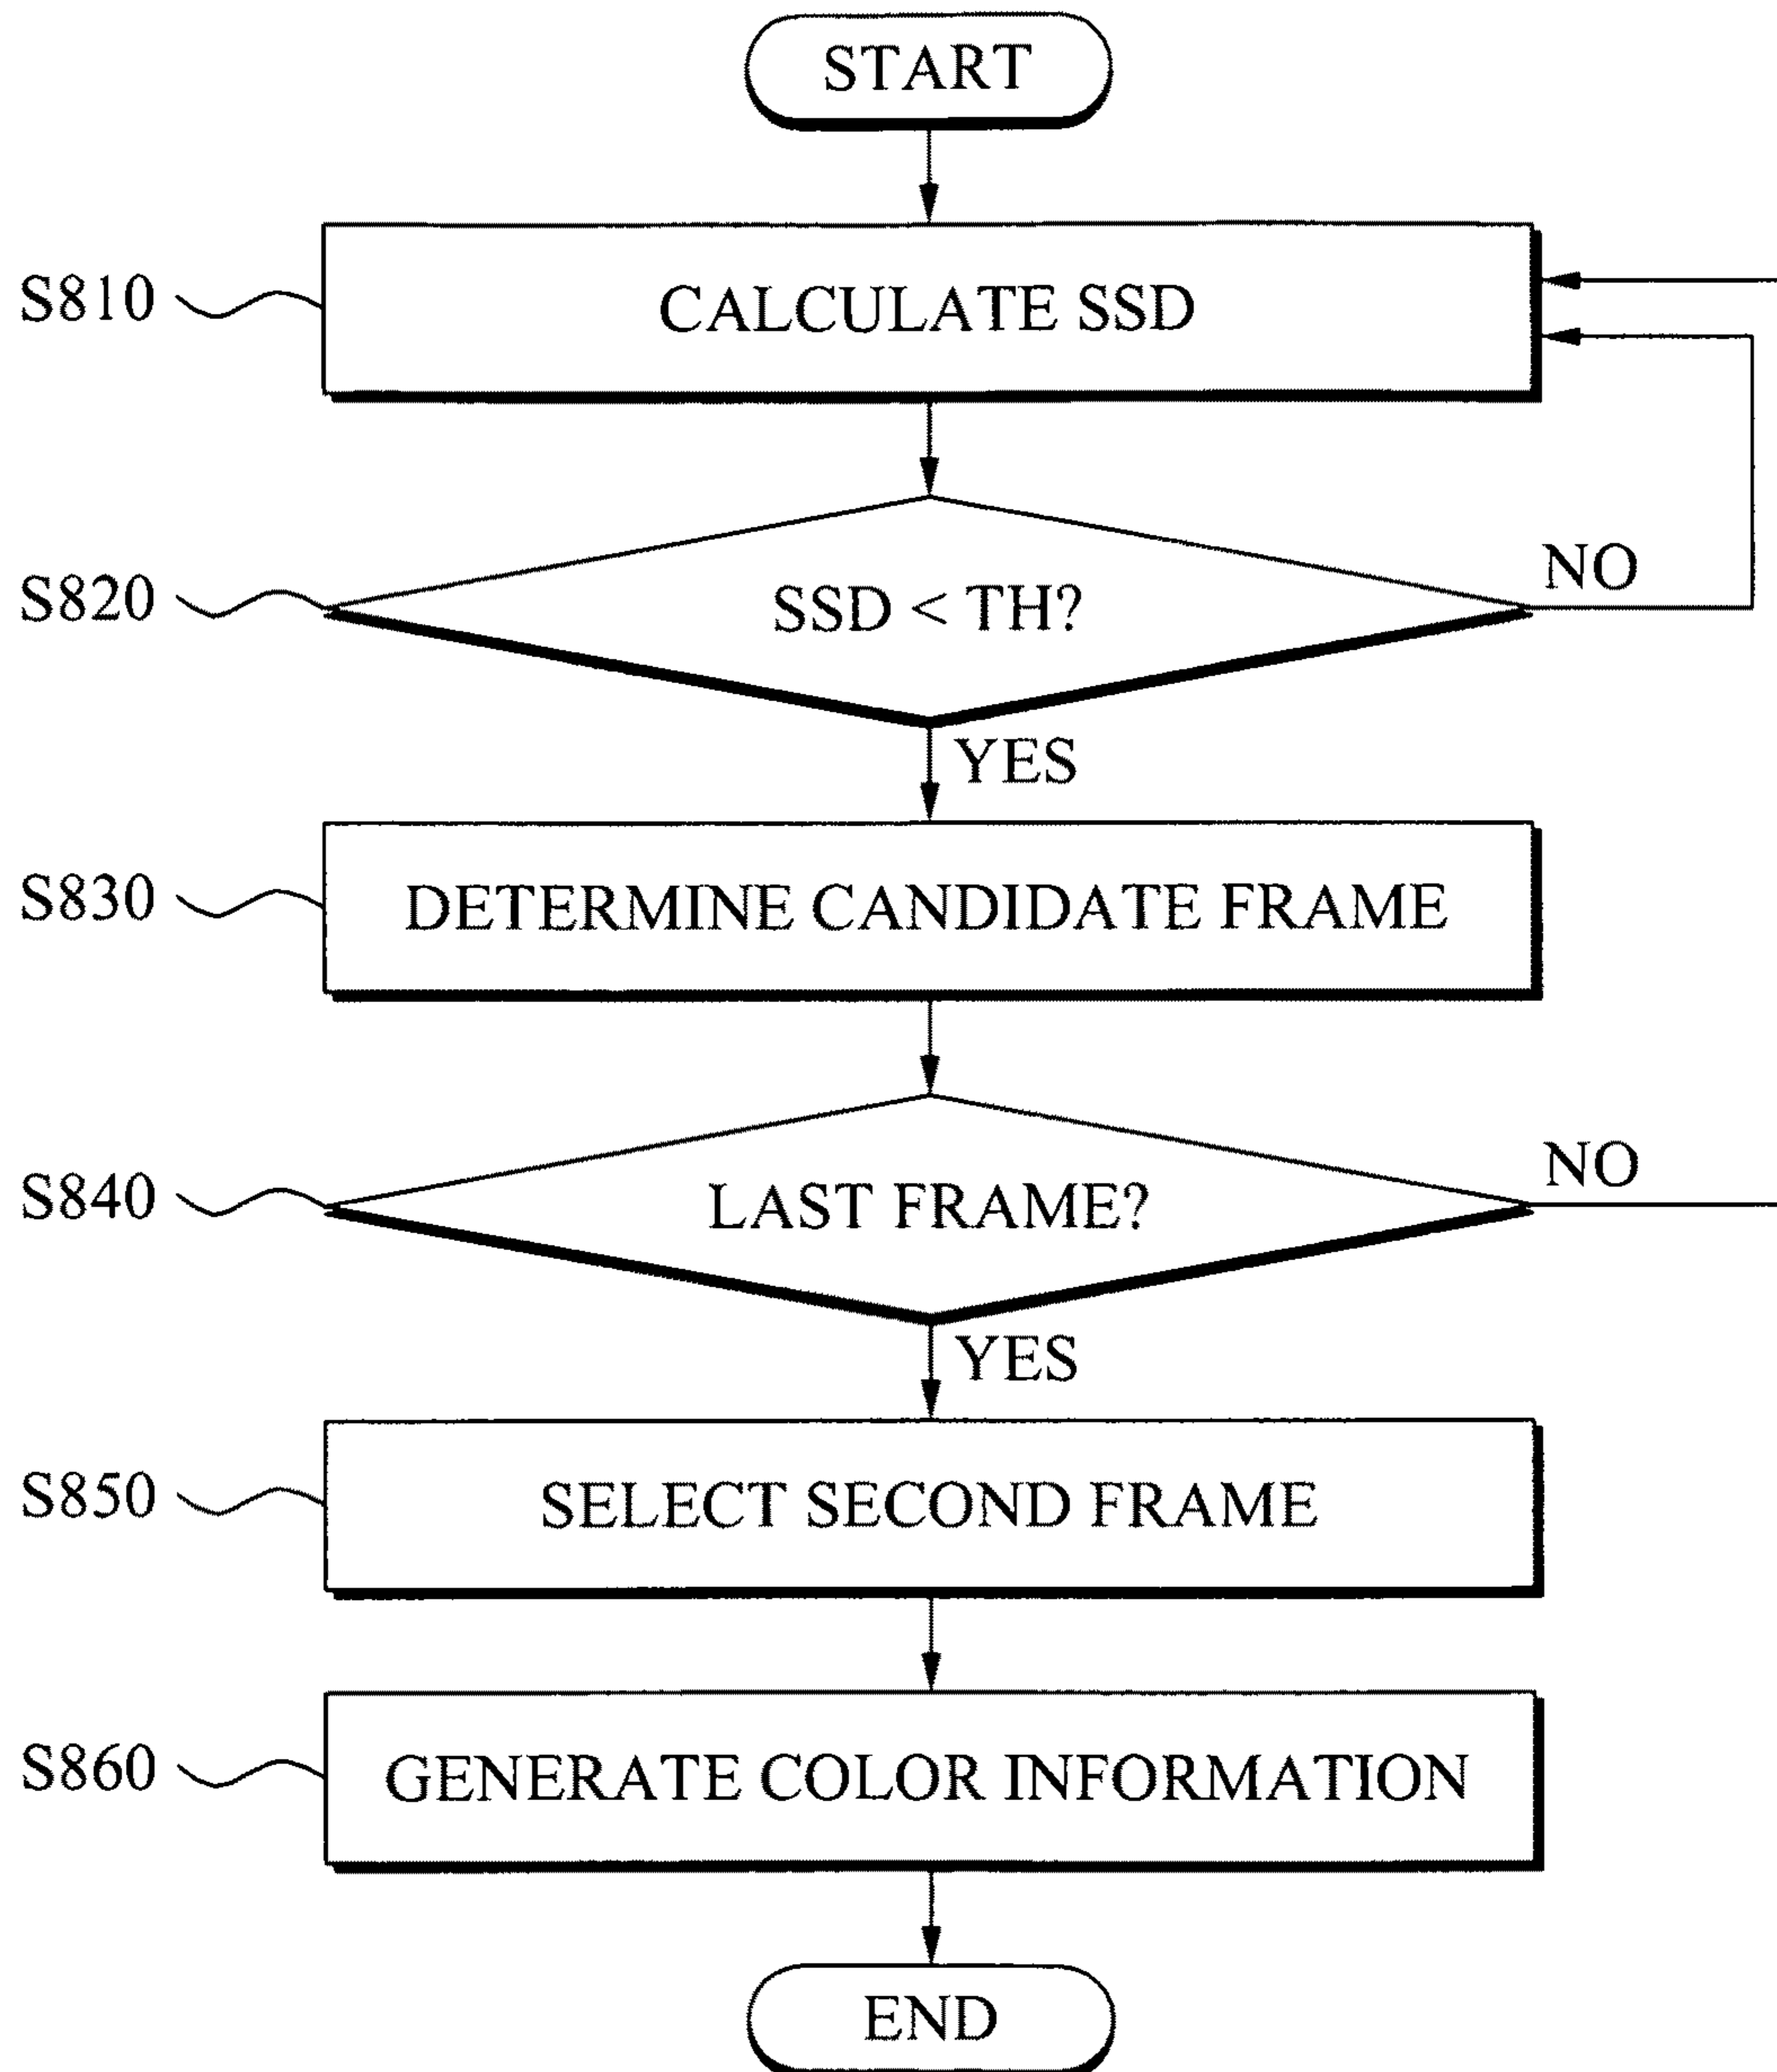 START
S810
CALCULATE SSD
S820
SSD < TH?
NO
YES
S830
DETERMINE CANDIDATE FRAME
S840
LAST FRAME?
NO
YES
S850
SELECT SECOND FRAME
S860
GENERATE COLOR INFORMATION
END